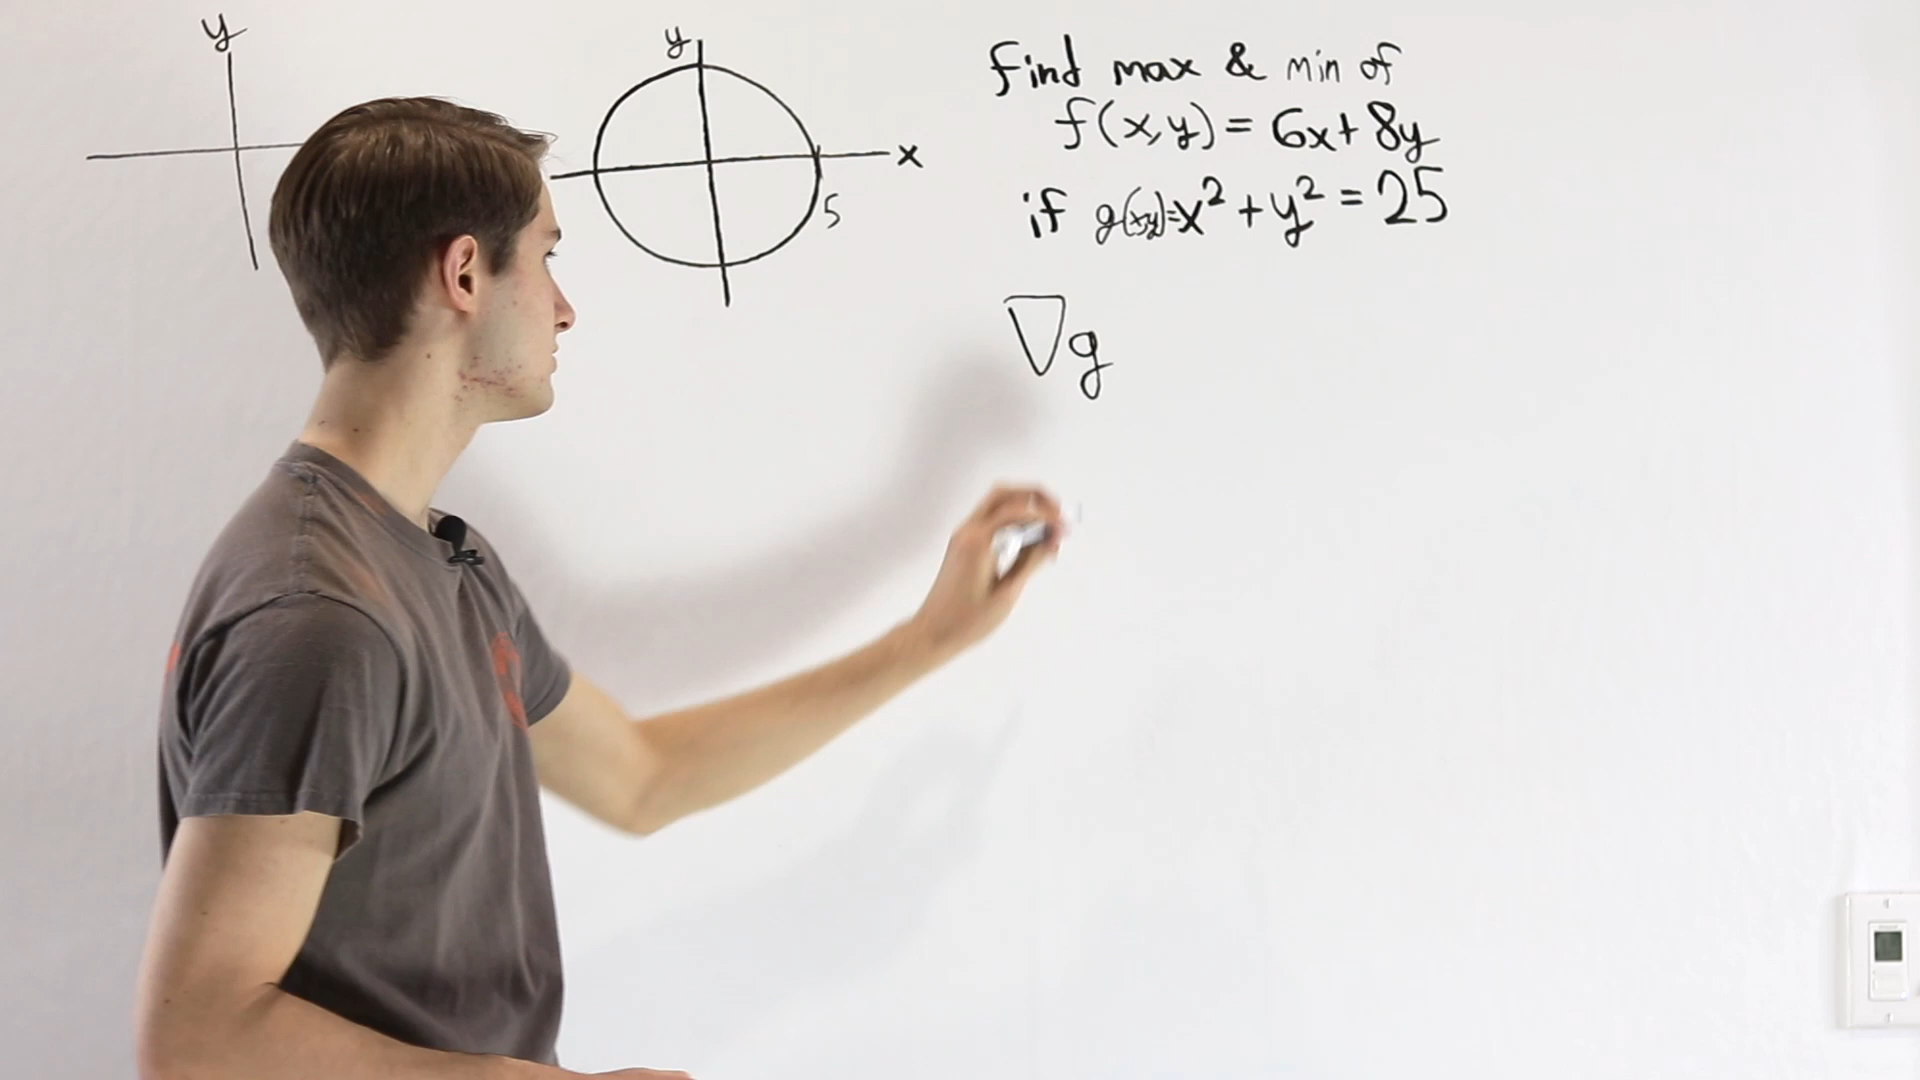 y
y
x
5
Find max & min of
f(x,y) = 6x + 8y
if g(x,y)=x² + y² = 25
∇g